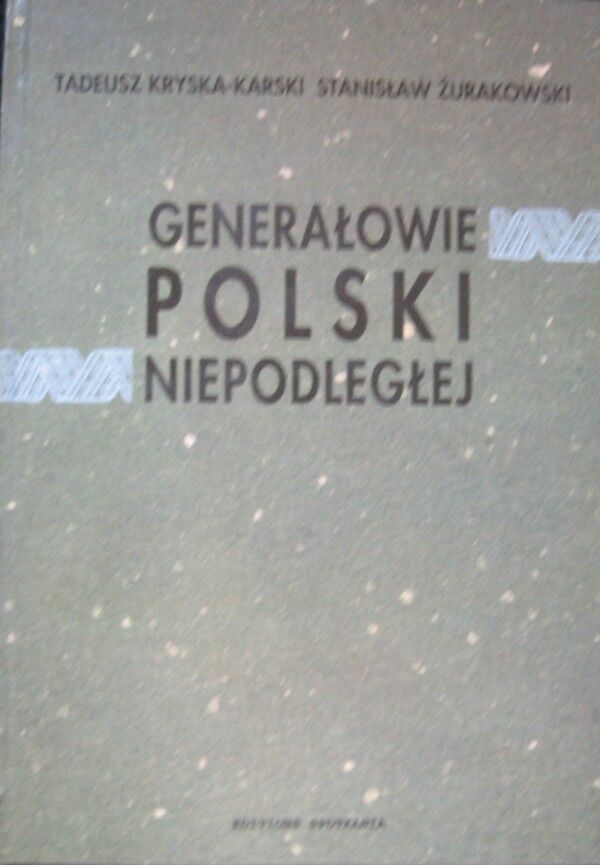 TADEUSZ KRYSKA-KARSKI STANISŁAW ŻURAKOWSKI
GENERAŁOWIE
POLSKI
NIEPODLEGŁEJ
EDITIONS SPOTKANIA